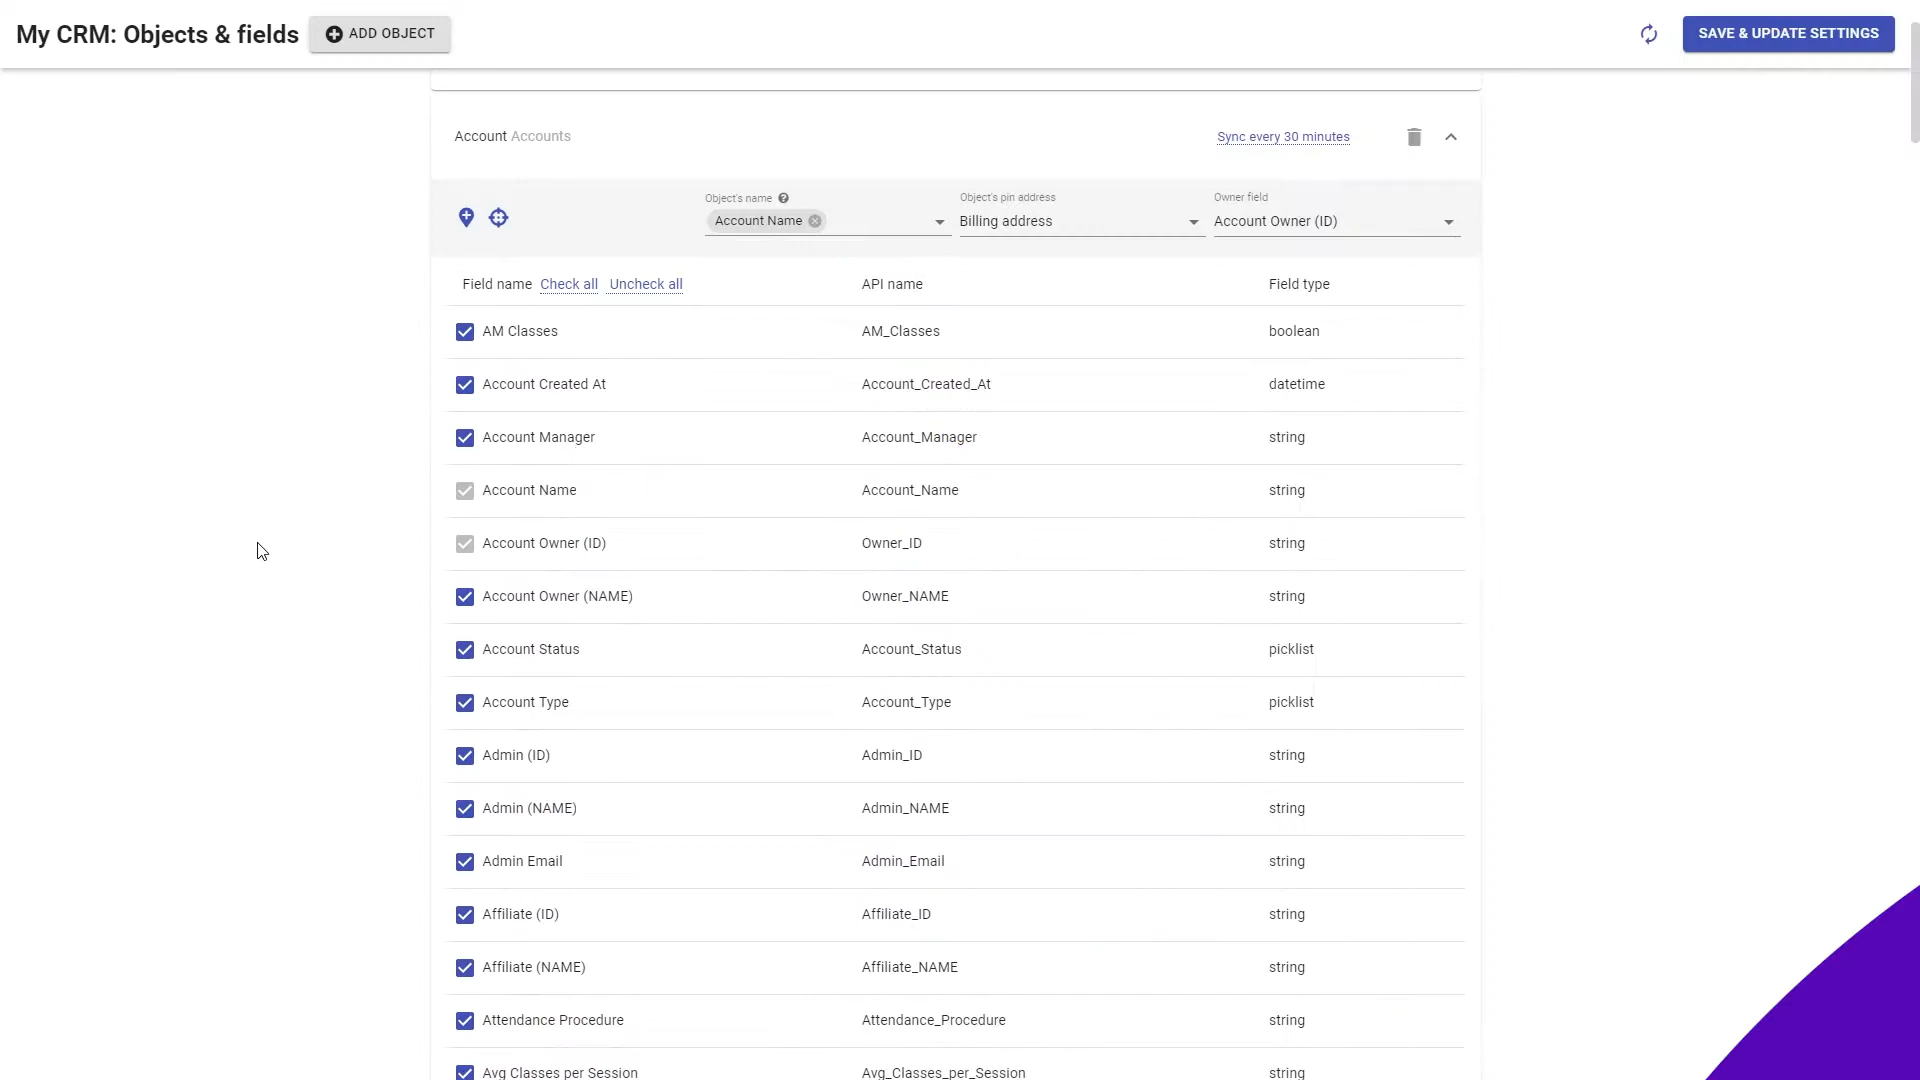 My CRM: Objects & fields
ADD OBJECT
SAVE & UPDATE SETTINGS
Account Accounts
Sync every 30 minutes
Object's name
Object's pin address
Owner field
Account Name
Billing address
Account Owner (ID)
Field name Check all Uncheck all API name Field type
AM Classes AM_Classes boolean
Account Created At Account_Created_At datetime
Account Manager Account_Manager string
Account Name Account_Name string
Account Owner (ID) Owner_ID string
Account Owner (NAME) Owner_NAME string
Account Status Account_Status picklist
Account Type Account_Type picklist
Admin (ID) Admin_ID string
Admin (NAME) Admin_NAME string
Admin Email Admin_Email string
Affiliate (ID) Affiliate_ID string
Affiliate (NAME) Affiliate_NAME string
Attendance Procedure Attendance_Procedure string
Avg Classes per Session Avg_Classes_per_Session string